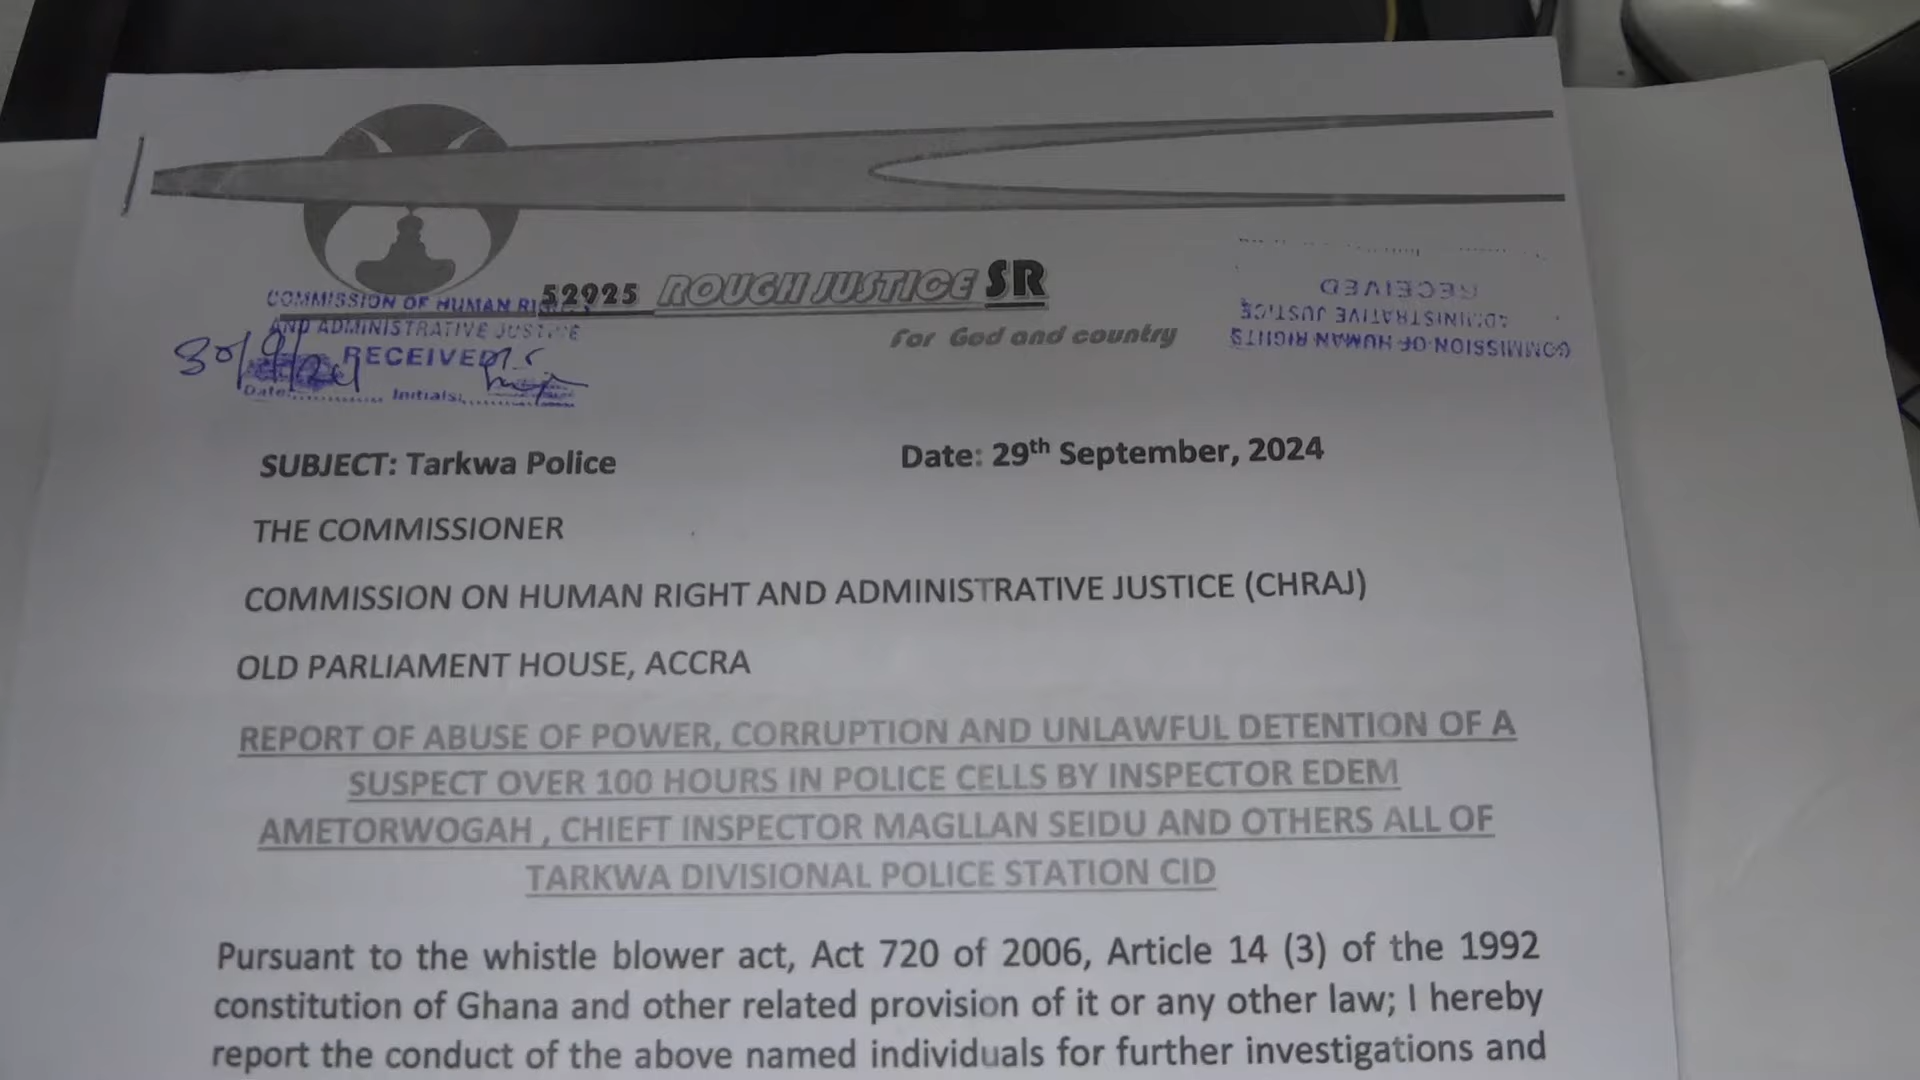 52925 ROUGH JUSTICE SR
For God and country
COMMISSION OF HUMAN
AND ADMINISTRATIVE JUSTICE
RECEIVED
30/9/24
Date: Initials:
COMMISSION OF HUMAN RIGHTS
ADMINISTRATIVE JUSTICE
RECEIVED
SUBJECT: Tarkwa Police Date: 29th September, 2024
THE COMMISSIONER
COMMISSION ON HUMAN RIGHT AND ADMINISTRATIVE JUSTICE (CHRAJ)
OLD PARLIAMENT HOUSE, ACCRA
REPORT OF ABUSE OF POWER, CORRUPTION AND UNLAWFUL DETENTION OF A
SUSPECT OVER 100 HOURS IN POLICE CELLS BY INSPECTOR EDEM
AMETORWOGAH , CHIEFT INSPECTOR MAGLLAN SEIDU AND OTHERS ALL OF
TARKWA DIVISIONAL POLICE STATION CID
Pursuant to the whistle blower act, Act 720 of 2006, Article 14 (3) of the 1992
constitution of Ghana and other related provision of it or any other law; I hereby
report the conduct of the above named individuals for further investigations and